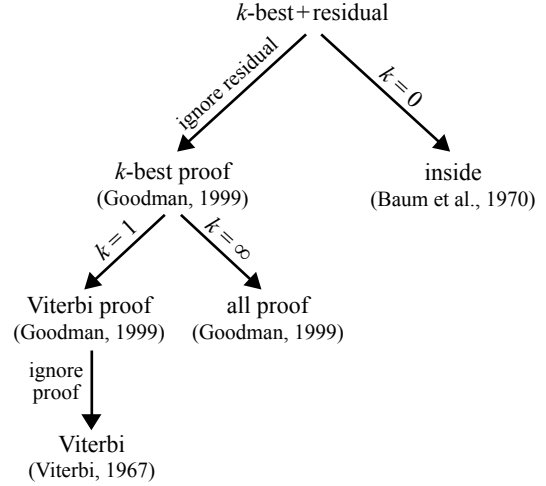 k-best+residual
ignore residual
k = 0
k-best proof
(Goodman, 1999)
inside
(Baum et al., 1970)
k = 1
k = ∞
Viterbi proof
(Goodman, 1999)
all proof
(Goodman, 1999)
ignore
proof
Viterbi
(Viterbi, 1967)